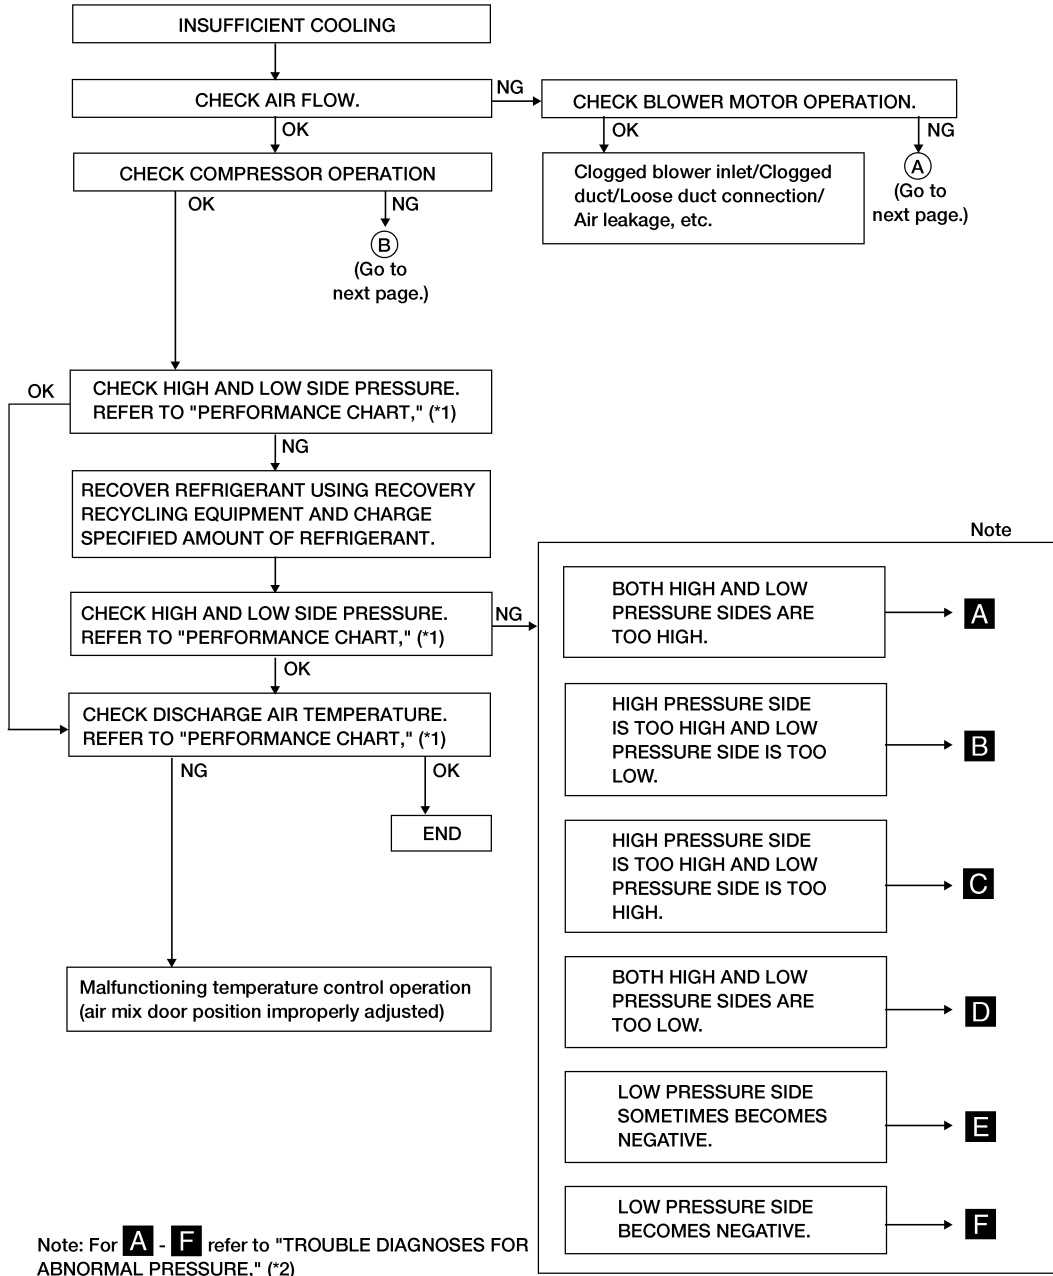 INSUFFICIENT COOLING
CHECK AIR FLOW.
NG
CHECK BLOWER MOTOR OPERATION.
OK
OK
NG
CHECK COMPRESSOR OPERATION
Clogged blower inlet/Clogged
duct/Loose duct connection/
Air leakage, etc.
A
(Go to
next page.)
OK
NG
B
(Go to
next page.)
OK
CHECK HIGH AND LOW SIDE PRESSURE.
REFER TO "PERFORMANCE CHART," (*1)
NG
RECOVER REFRIGERANT USING RECOVERY
RECYCLING EQUIPMENT AND CHARGE
SPECIFIED AMOUNT OF REFRIGERANT.
CHECK HIGH AND LOW SIDE PRESSURE.
REFER TO "PERFORMANCE CHART," (*1)
NG
OK
CHECK DISCHARGE AIR TEMPERATURE.
REFER TO "PERFORMANCE CHART," (*1)
NG
OK
END
Malfunctioning temperature control operation
(air mix door position improperly adjusted)
Note
BOTH HIGH AND LOW
PRESSURE SIDES ARE
TOO HIGH.
A
HIGH PRESSURE SIDE
IS TOO HIGH AND LOW
PRESSURE SIDE IS TOO
LOW.
B
HIGH PRESSURE SIDE
IS TOO HIGH AND LOW
PRESSURE SIDE IS TOO
HIGH.
C
BOTH HIGH AND LOW
PRESSURE SIDES ARE
TOO LOW.
D
LOW PRESSURE SIDE
SOMETIMES BECOMES
NEGATIVE.
E
LOW PRESSURE SIDE
BECOMES NEGATIVE.
F
Note: For A - F refer to "TROUBLE DIAGNOSES FOR
ABNORMAL PRESSURE," (*2)